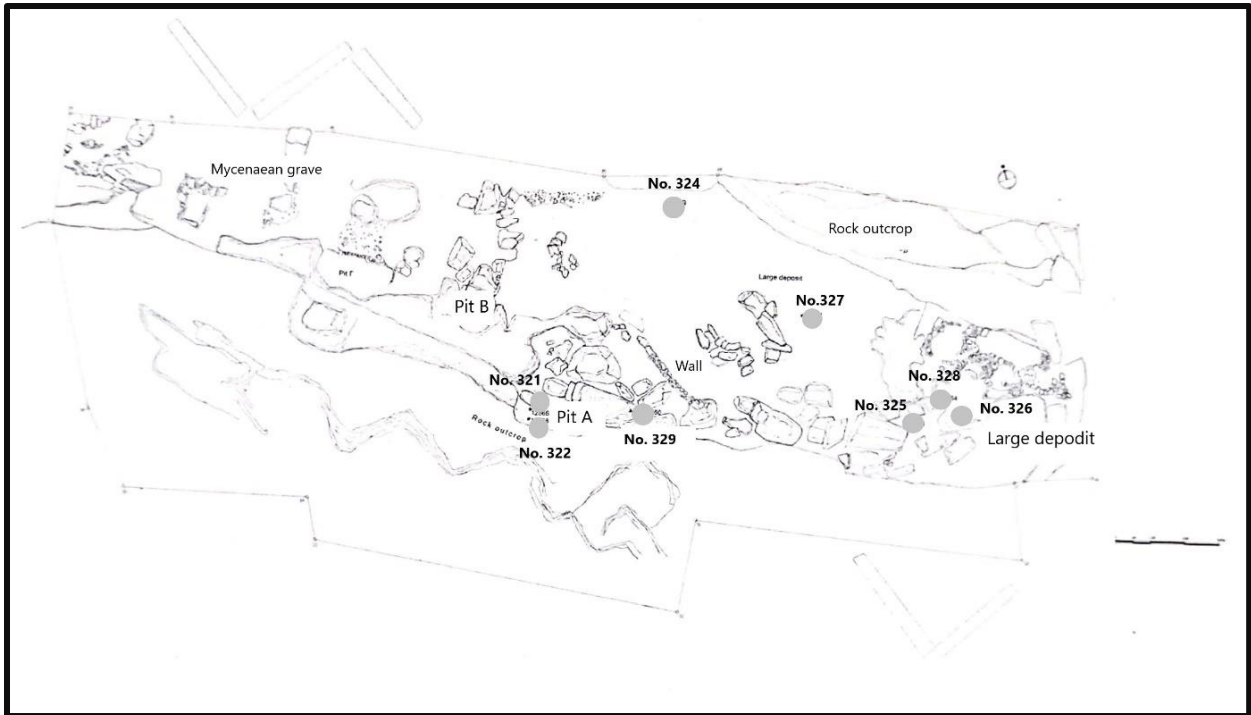 Mycenaean grave
No. 324
Rock outcrop
Pit Γ
Large deposit
No.327
Pit B
Wall
No. 321
No. 328
Pit A
No. 325
No. 326
Rock outcrop
No. 329
Large depodit
No. 322